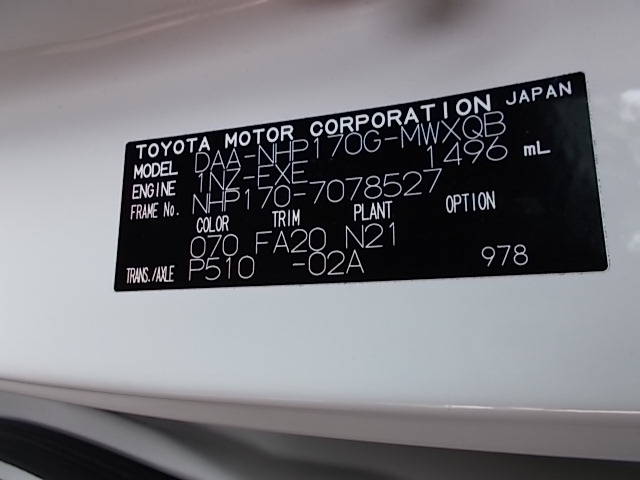 TOYOTA MOTOR CORPORATION JAPAN
MODEL DAA-NHP170G-MWXQB
ENGINE 1NZ-FXE 1496 mL
FRAME No. NHP170-7078527
COLOR TRIM PLANT OPTION
070 FA20 N21
TRANS./AXLE P510 -02A 978